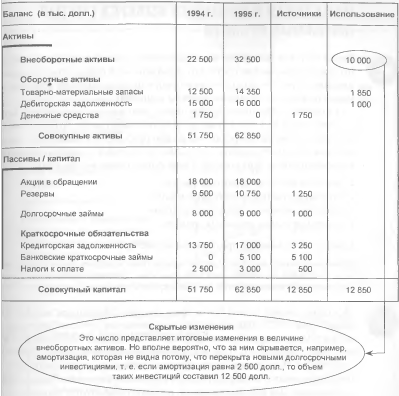 Баланс (в тыс. долл.) 1994 г. 1995 г. Источники Использование
Активы
Внеоборотные активы 22 500 32 500 10 000
Оборотные активы
Товарно-материальные запасы 12 500 14 350 1 850
Дебиторская задолженность 15 000 16 000 1 000
Денежные средства 1 750 0 1 750
Совокупные активы 51 750 62 850
Пассивы / капитал
Акции в обращении 18 000 18 000
Резервы 9 500 10 750 1 250
Долгосрочные займы 8 000 9 000 1 000
Краткосрочные обязательства
Кредиторская задолженность 13 750 17 000 3 250
Банковские краткосрочные займы 0 5 100 5 100
Налоги к оплате 2 500 3 000 500
Совокупный капитал 51 750 62 850 12 850 12 850
Скрытые изменения
Это число представляет итоговые изменения в величине
внеоборотных активов. Но вполне вероятно, что за ним скрывается, например,
амортизация, которая не видна потому, что перекрыта новыми долгосрочными
инвестициями, т. е. если амортизация равна 2 500 долл., то объем
таких инвестиций составил 12 500 долл.